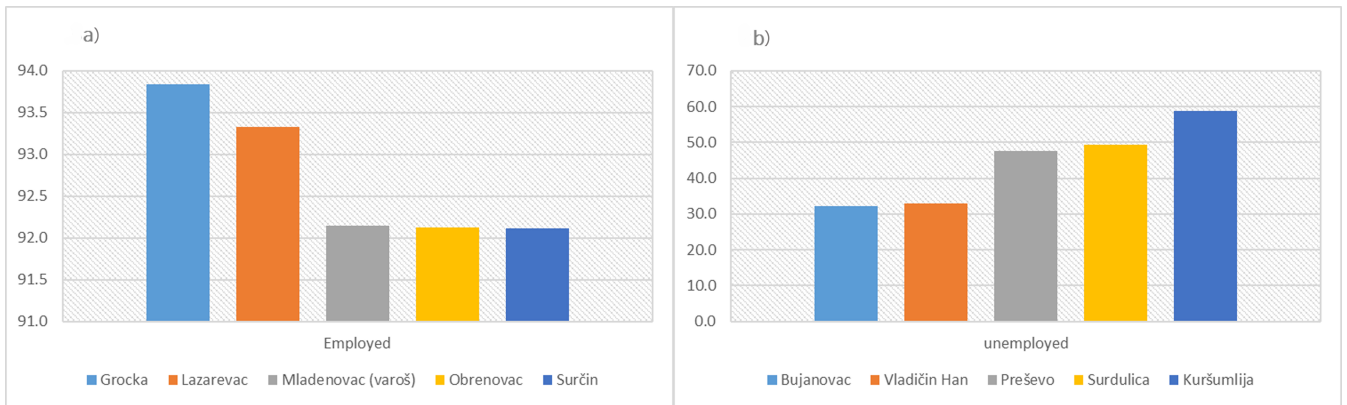 a)
94.0
93.5
93.0
92.5
92.0
91.5
91.0
Employed
Grocka Lazarevac Mladenovac (varoš) Obrenovac Surčin
b)
70.0
60.0
50.0
40.0
30.0
20.0
10.0
0.0
unemployed
Bujanovac Vladičin Han Preševo Surdulica Kuršumlija